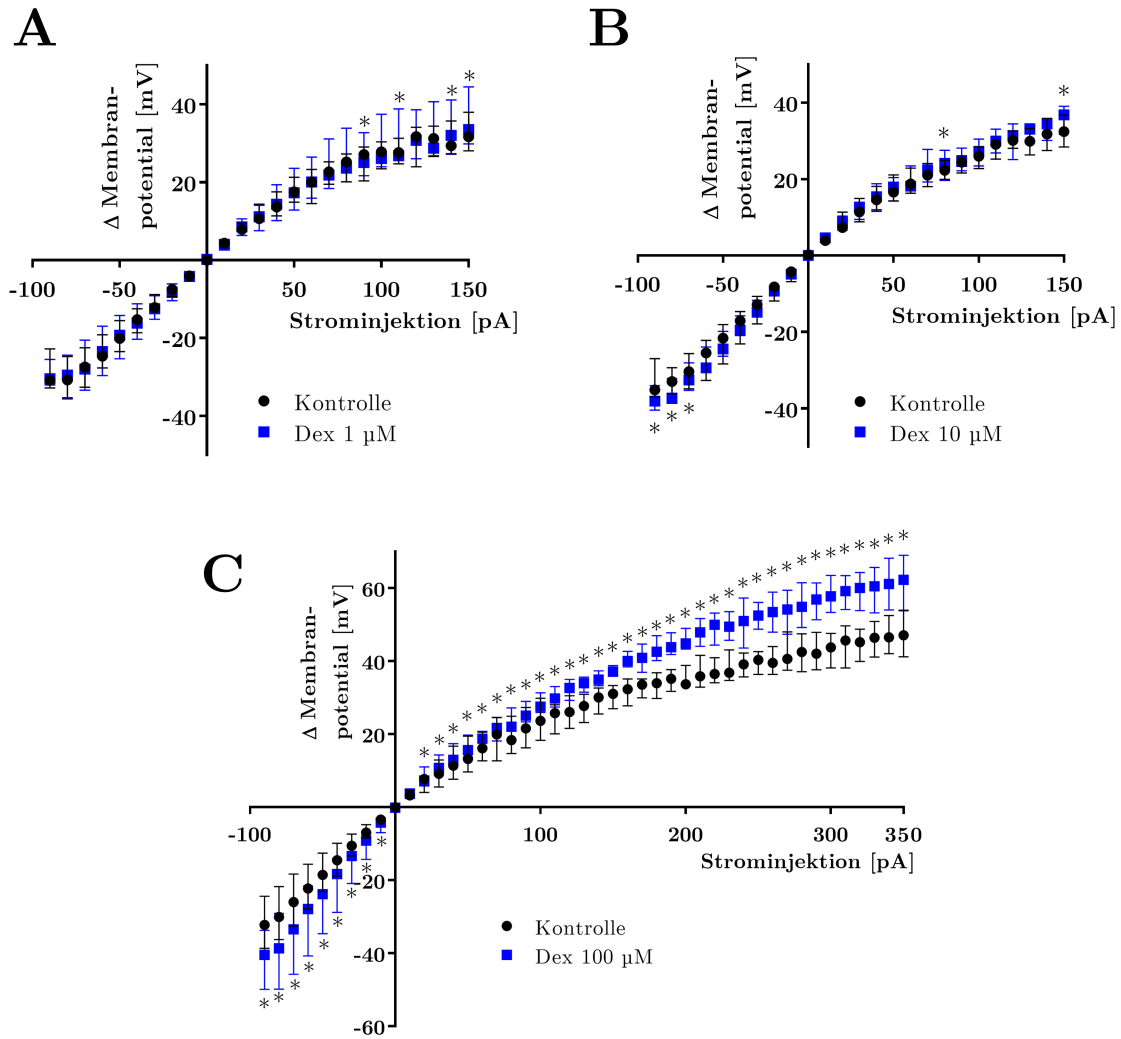 A
Δ Membran-
potential [mV]
40
20
-100
-50
50
100
150
Strominjektion [pA]
-20
-40
Kontrolle
Dex 1 µM
* * * *
B
Δ Membran-
potential [mV]
40
20
-100
-50
50
100
150
Strominjektion [pA]
-20
-40
Kontrolle
Dex 10 µM
* *
* * *
C
Δ Membran-
potential [mV]
60
40
20
-100
100
200
300
350
Strominjektion [pA]
-20
-40
-60
Kontrolle
Dex 100 µM
* * * * * * * * * * * * * * * * * * * * * * * * * * * * * * * * * *
* * * * * * * * *